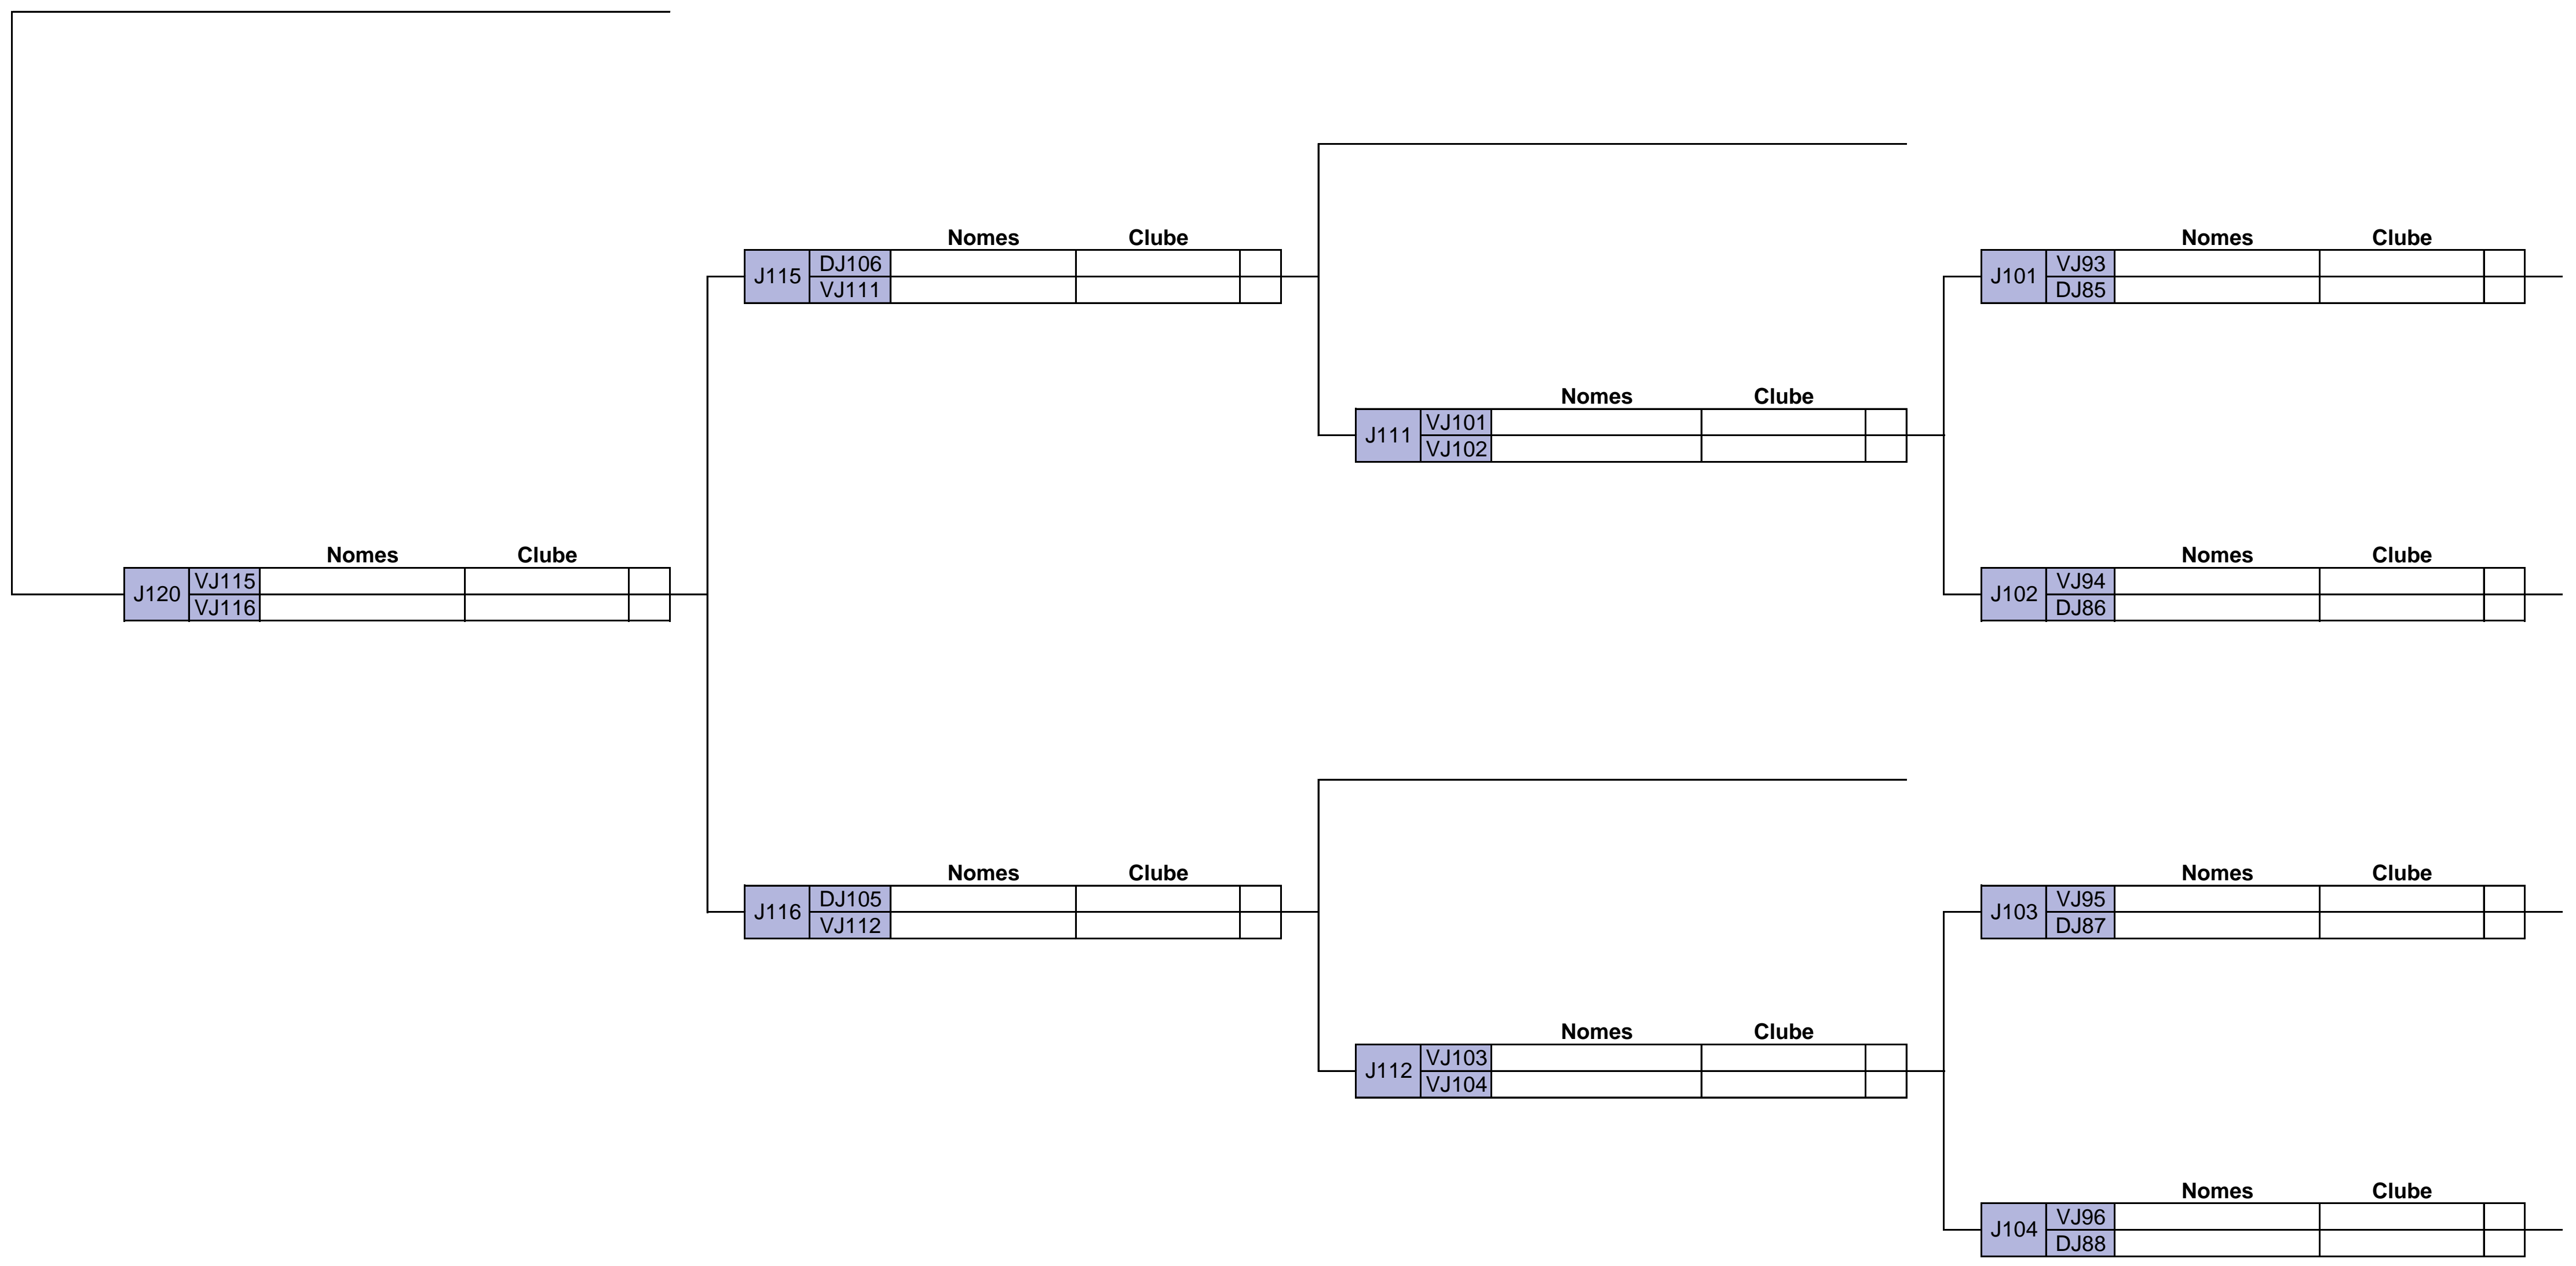 Nomes Clube
J115 DJ106
VJ111
Nomes Clube
J101 VJ93
DJ85
Nomes Clube
J111 VJ101
VJ102
Nomes Clube
J120 VJ115
VJ116
Nomes Clube
J102 VJ94
DJ86
Nomes Clube
J116 DJ105
VJ112
Nomes Clube
J103 VJ95
DJ87
Nomes Clube
J112 VJ103
VJ104
Nomes Clube
J104 VJ96
DJ88